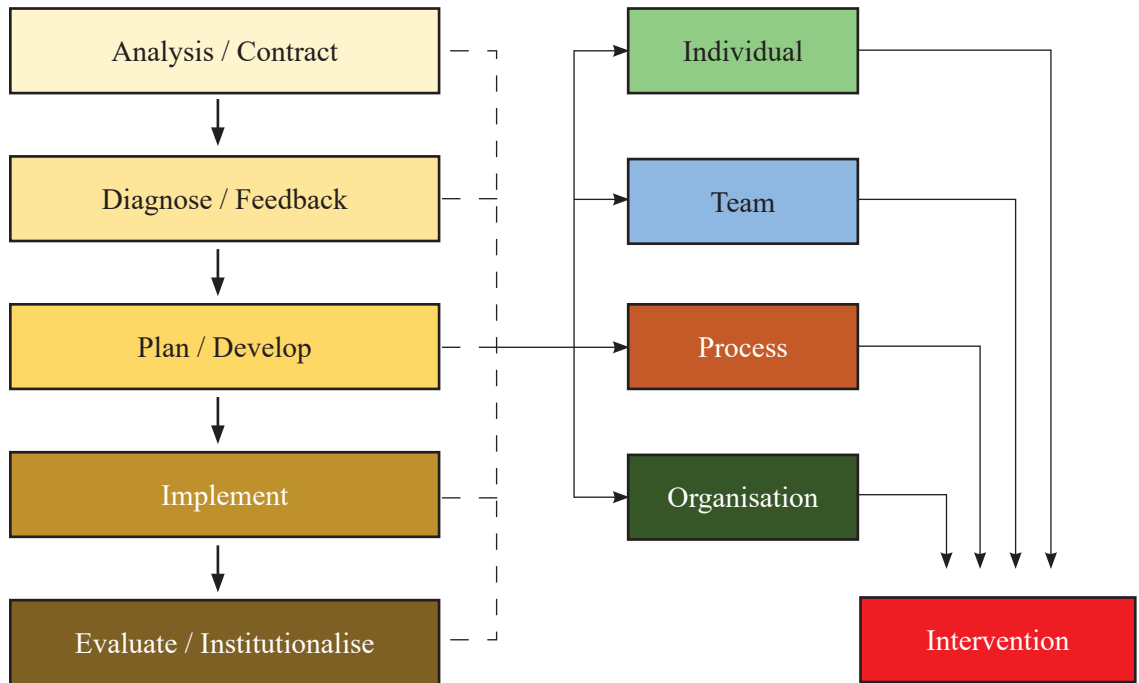 Analysis / Contract
Diagnose / Feedback
Plan / Develop
Implement
Evaluate / Institutionalise
Individual
Team
Process
Organisation
Intervention